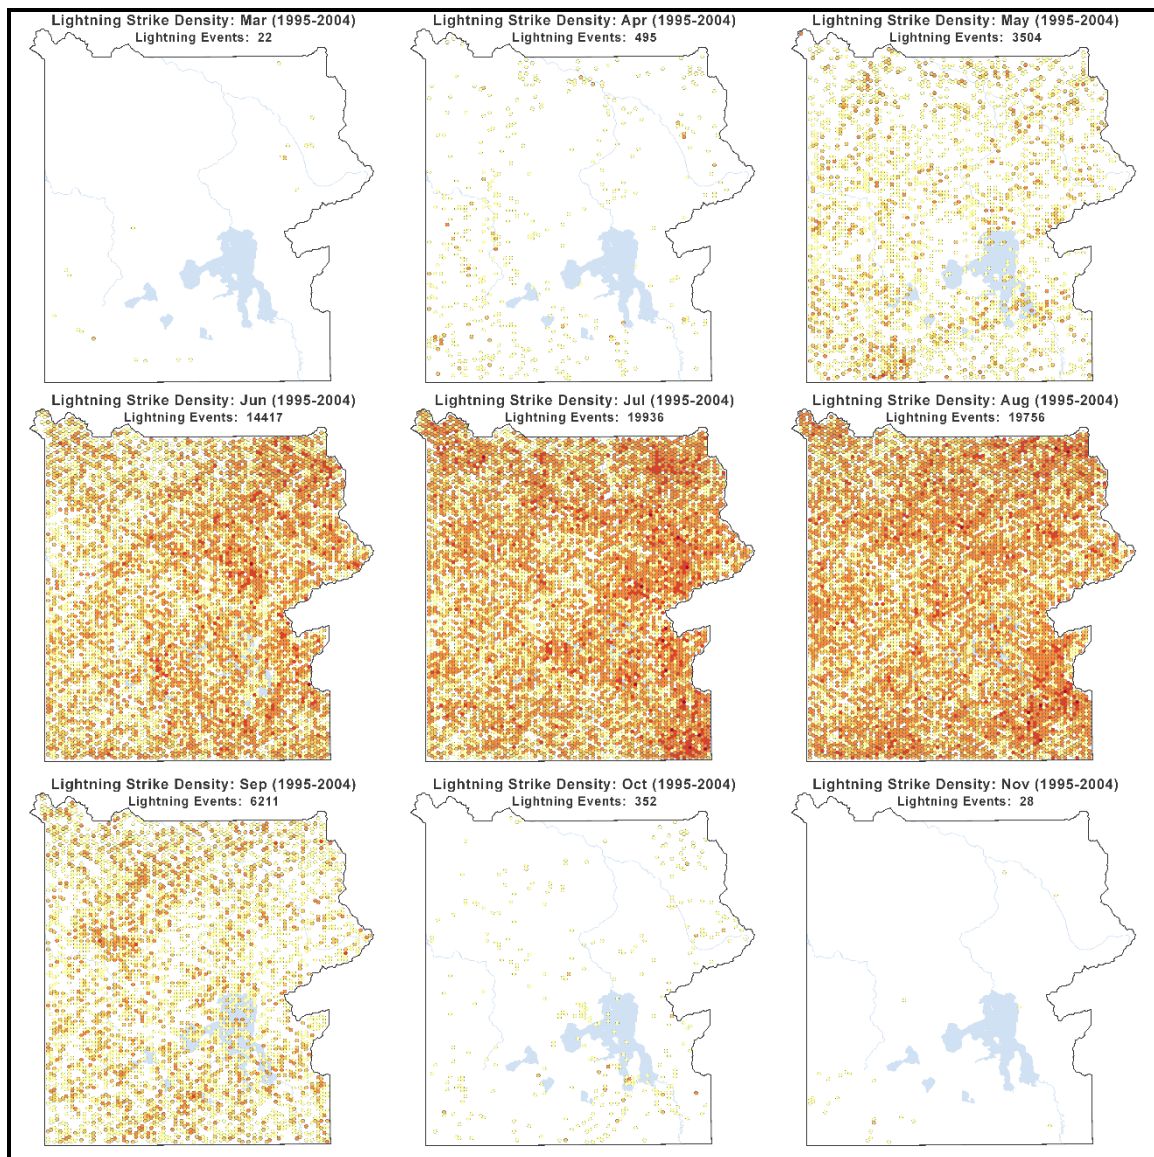 Lightning Strike Density: Mar (1995-2004)
Lightning Events: 22
Lightning Strike Density: Apr (1995-2004)
Lightning Events: 495
Lightning Strike Density: May (1995-2004)
Lightning Events: 3504
Lightning Strike Density: Jun (1995-2004)
Lightning Events: 14417
Lightning Strike Density: Jul (1995-2004)
Lightning Events: 19936
Lightning Strike Density: Aug (1995-2004)
Lightning Events: 19756
Lightning Strike Density: Sep (1995-2004)
Lightning Events: 6211
Lightning Strike Density: Oct (1995-2004)
Lightning Events: 352
Lightning Strike Density: Nov (1995-2004)
Lightning Events: 28